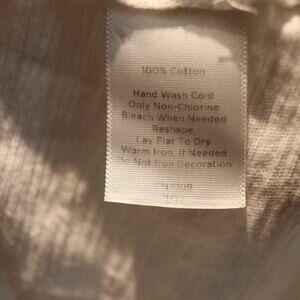 100% Cotton
Hand Wash Cold
Only Non-Chlorine
Bleach When Needed
Reshape,
Lay Flat To Dry
Warm Iron, If Needed
Do Not Iron Decoration